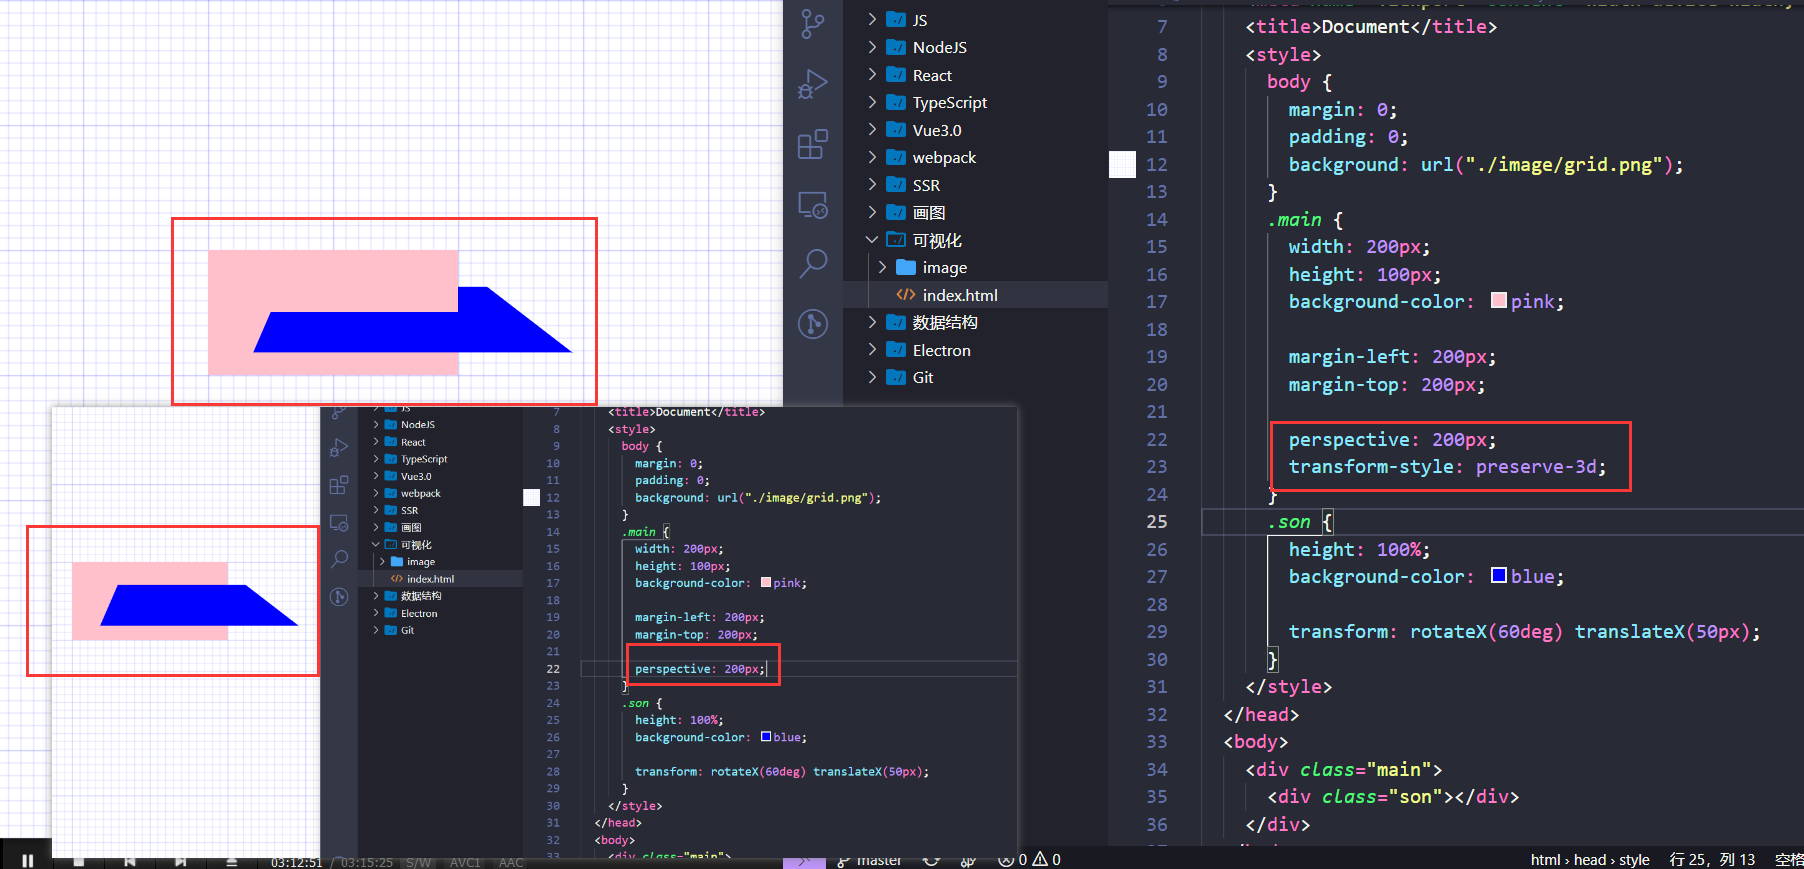 JS
NodeJS
React
TypeScript
Vue3.0
webpack
SSR
画图
可视化
image
index.html
数据结构
Electron
Git
7 <title>Document</title>
8 <style>
9 body {
10 margin: 0;
11 padding: 0;
12 background: url("./image/grid.png");
13 }
14 .main {
15 width: 200px;
16 height: 100px;
17 background-color: pink;
18
19 margin-left: 200px;
20 margin-top: 200px;
21
22 perspective: 200px;
23 transform-style: preserve-3d;
24 }
25 .son {
26 height: 100%;
27 background-color: blue;
28
29 transform: rotateX(60deg) translateX(50px);
30 }
31 </style>
32 </head>
33 <body>
34 <div class="main">
35 <div class="son"></div>
36 </div>
JS
NodeJS
React
TypeScript
Vue3.0
webpack
SSR
画图
可视化
image
index.html
数据结构
Electron
Git
7 <title>Document</title>
8 <style>
9 body {
10 margin: 0;
11 padding: 0;
12 background: url("./image/grid.png");
13 }
14 .main {
15 width: 200px;
16 height: 100px;
17 background-color: pink;
18
19 margin-left: 200px;
20 margin-top: 200px;
21
22 perspective: 200px;
23 }
24 .son {
25 height: 100%;
26 background-color: blue;
27
28 transform: rotateX(60deg) translateX(50px);
29 }
30 </style>
31 </head>
32 <body>
33 <div class="main">
03:12:51 / 03:15:25 S/W AVC1 AAC
master 0 0
html › head › style 行 25，列 13 空格